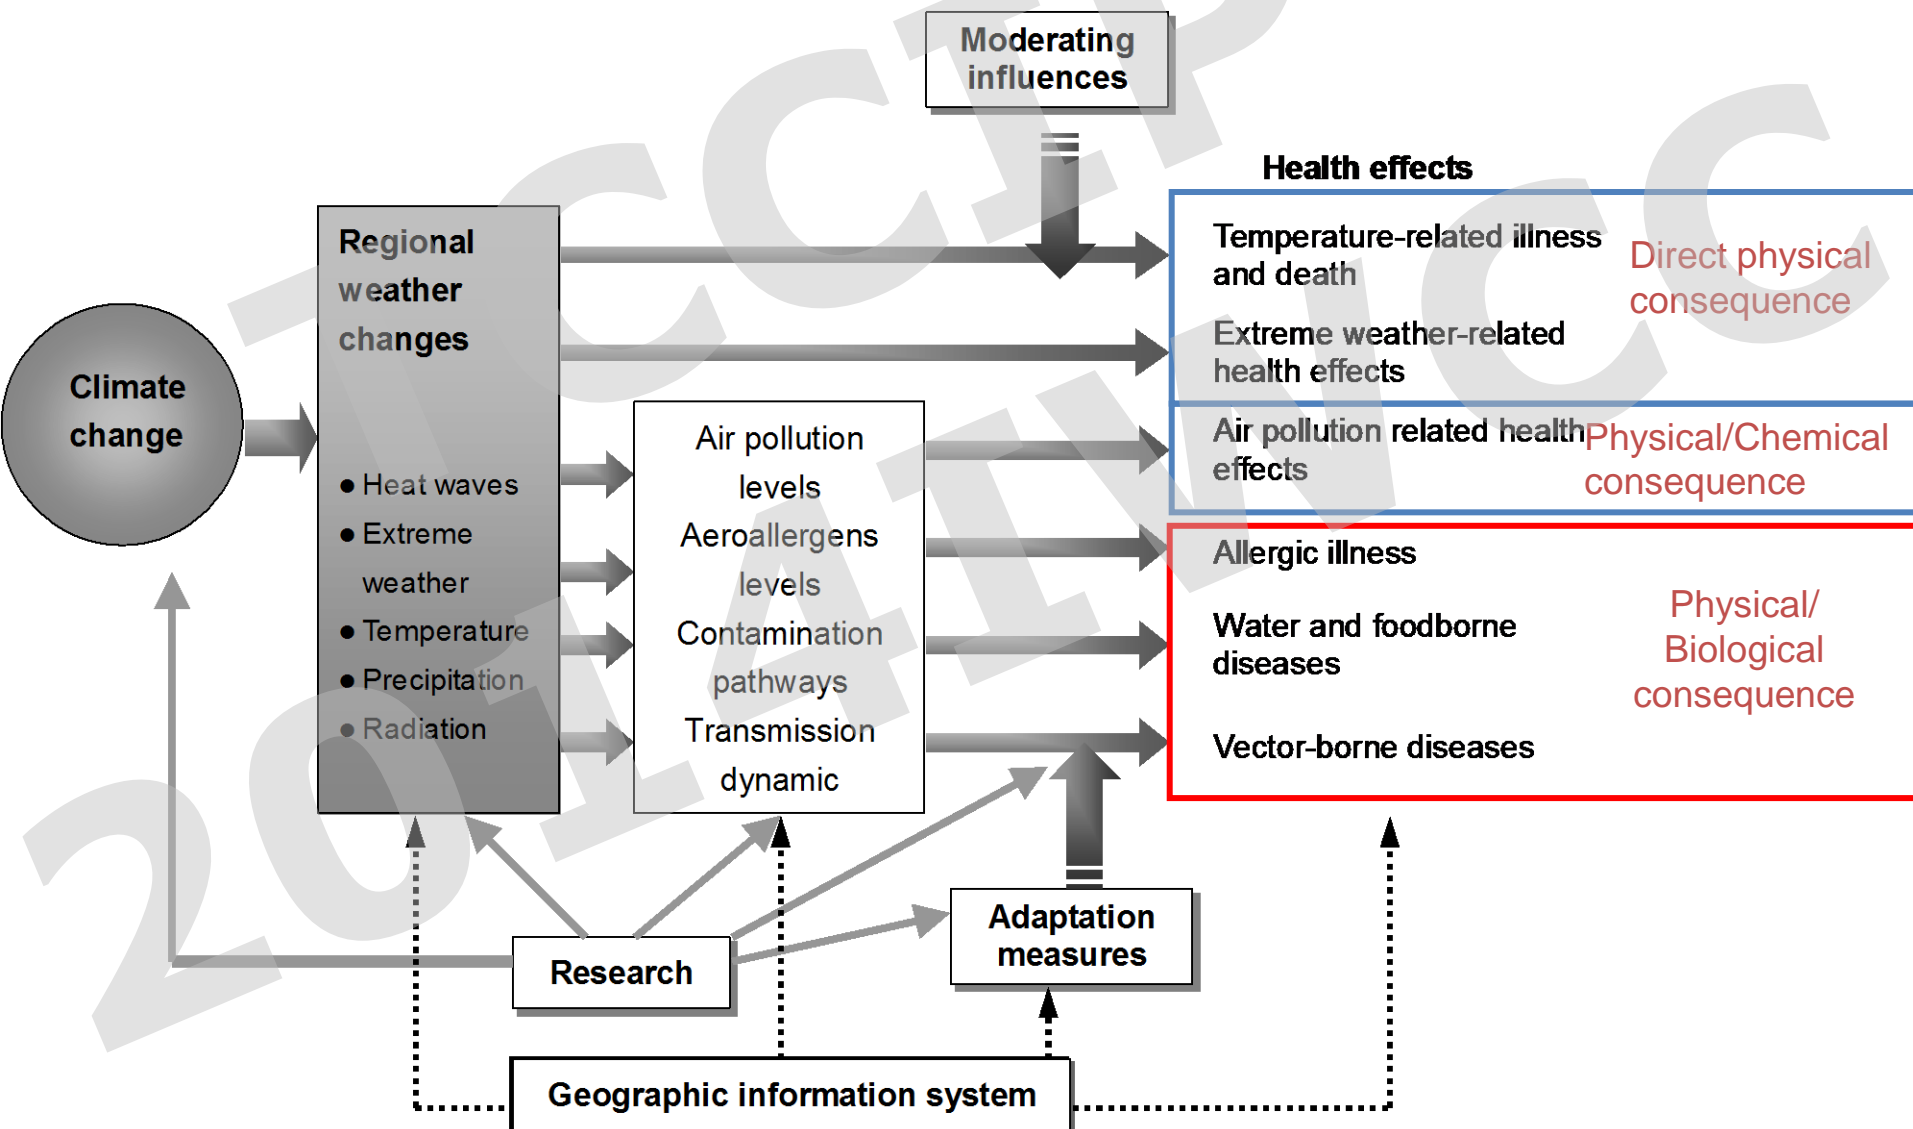 Moderating
influences
Health effects
Regional
weather
changes
Temperature-related illness
and death
Direct physical
consequence
Extreme weather-related
health effects
Climate
change
Air pollution
levels
Air pollution related health
effects
Physical/Chemical
consequence
● Heat waves
● Extreme
weather
● Temperature
● Precipitation
● Radiation
Aeroallergens
levels
Contamination
pathways
Transmission
dynamic
Allergic illness
Water and foodborne
diseases
Physical/
Biological
consequence
Vector-borne diseases
Adaptation
measures
Research
Geographic information system
TCCIP
2014IWCC